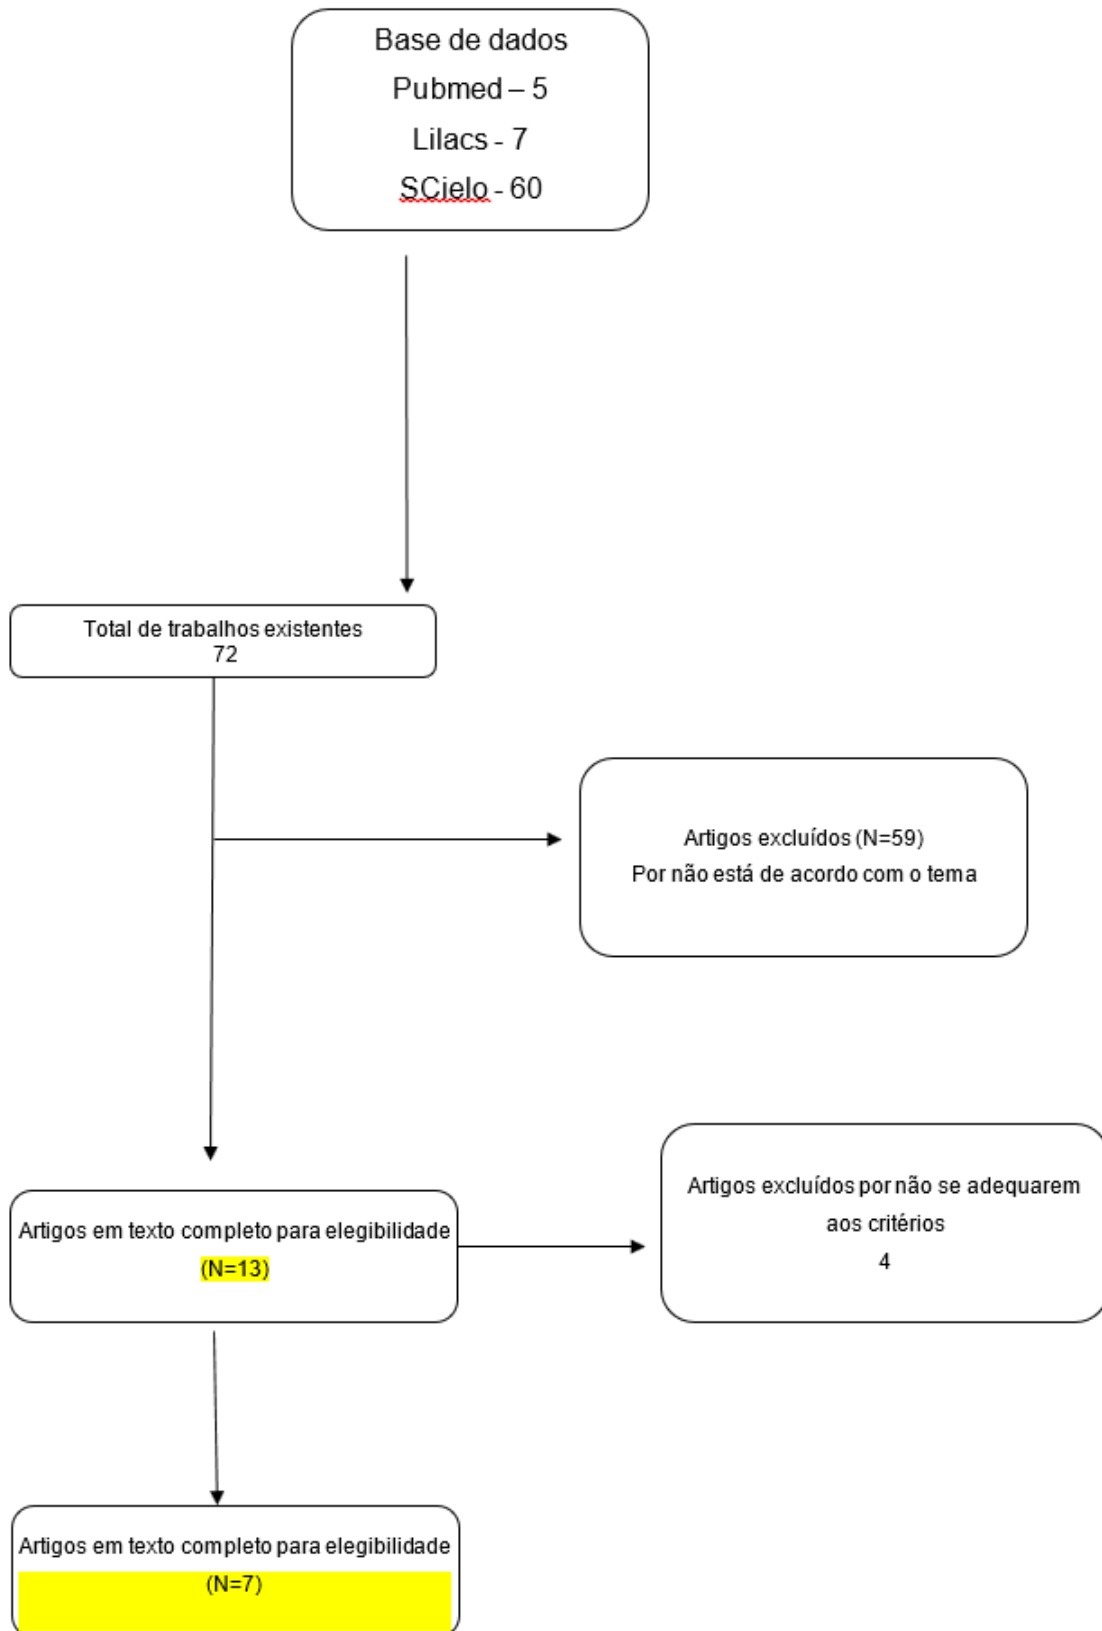 Base de dados
Pubmed – 5
Lilacs - 7
SCielo - 60
Total de trabalhos existentes
72
Artigos excluídos (N=59)
Por não está de acordo com o tema
Artigos em texto completo para elegibilidade
(N=13)
Artigos excluídos por não se adequarem
aos critérios
4
Artigos em texto completo para elegibilidade
(N=7)